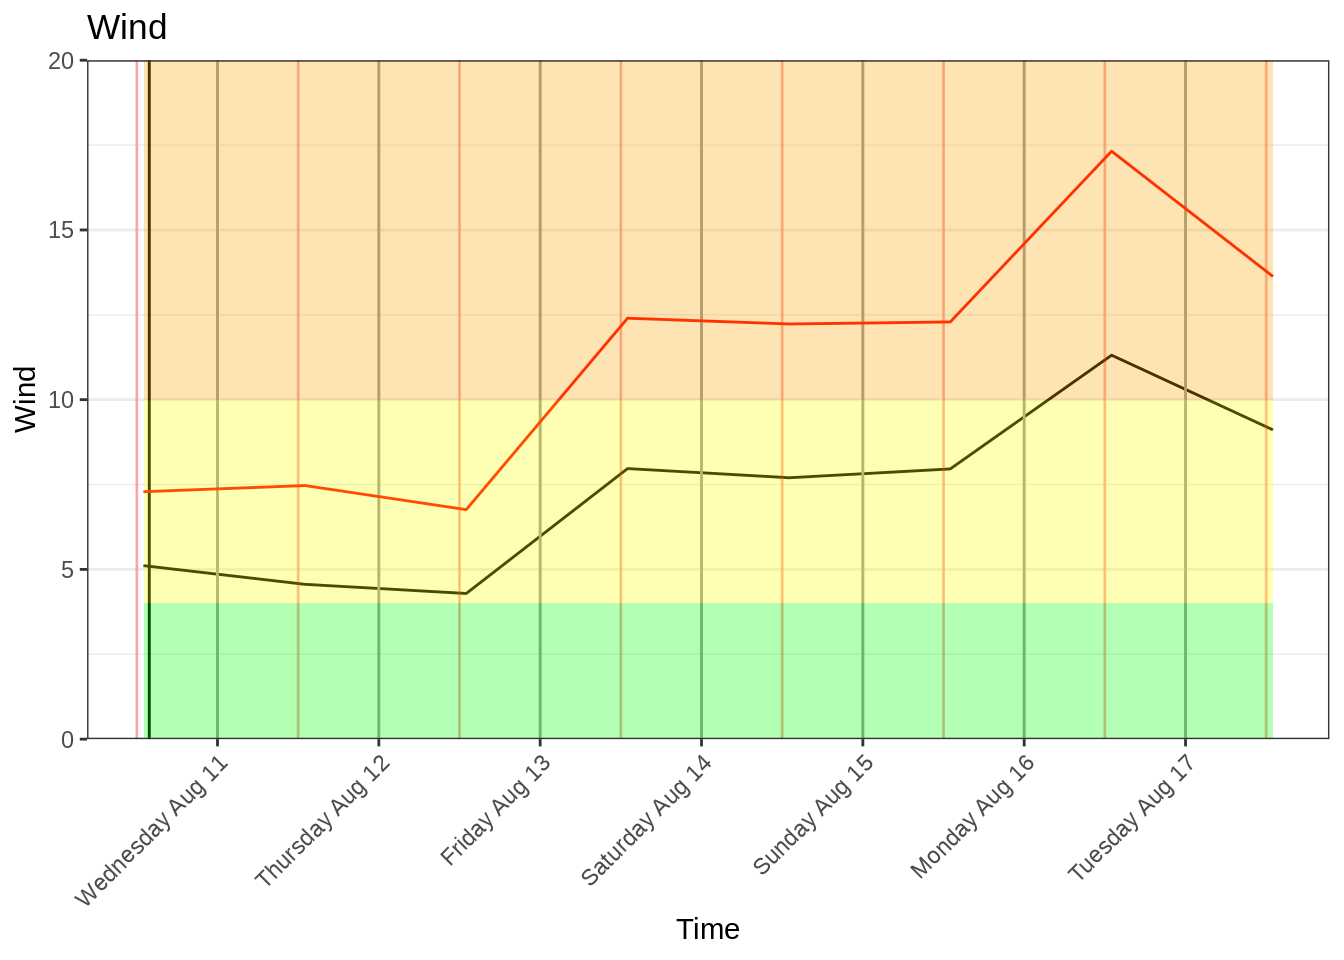 Wind
Wind
20
15
10
5
0
Wednesday Aug 11
Thursday Aug 12
Friday Aug 13
Saturday Aug 14
Sunday Aug 15
Monday Aug 16
Tuesday Aug 17
Time